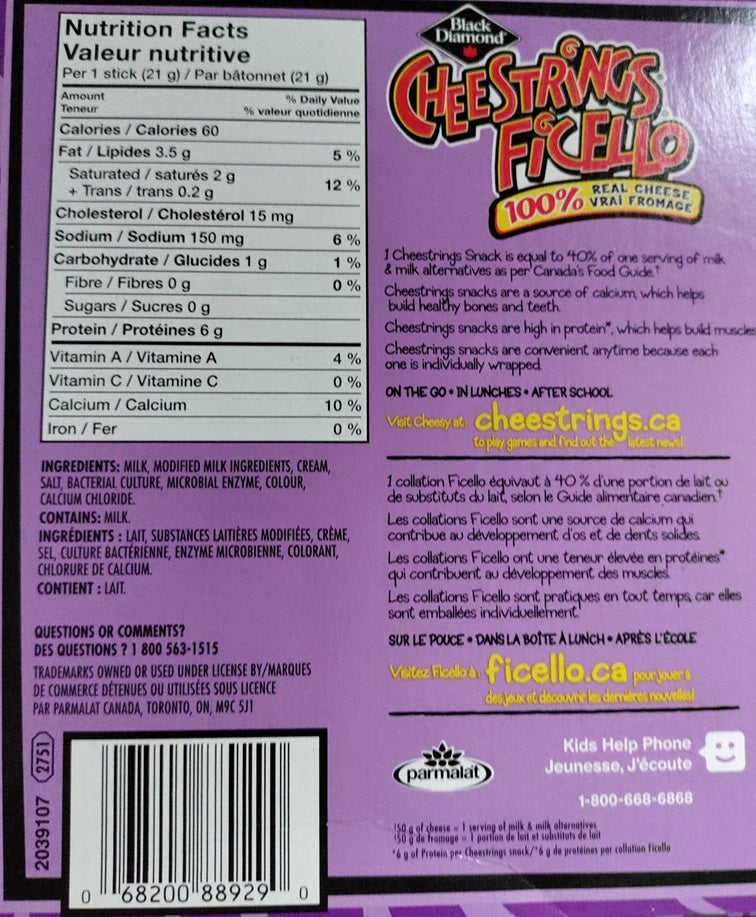 Nutrition Facts
Valeur nutritive
Per 1 stick (21 g) / Par bâtonnet (21 g)
Amount % Daily Value
Teneur % valeur quotidienne
Calories / Calories 60
Fat / Lipides 3.5 g 5 %
Saturated / saturés 2 g
+ Trans / trans 0.2 g 12 %
Cholesterol / Cholestérol 15 mg
Sodium / Sodium 150 mg 6 %
Carbohydrate / Glucides 1 g 1 %
Fibre / Fibres 0 g 0 %
Sugars / Sucres 0 g
Protein / Protéines 6 g
Vitamin A / Vitamine A 4 %
Vitamin C / Vitamine C 0 %
Calcium / Calcium 10 %
Iron / Fer 0 %
INGREDIENTS: MILK, MODIFIED MILK INGREDIENTS, CREAM,
SALT, BACTERIAL CULTURE, MICROBIAL ENZYME, COLOUR,
CALCIUM CHLORIDE.
CONTAINS: MILK.
INGRÉDIENTS : LAIT, SUBSTANCES LAITIÈRES MODIFIÉES, CRÈME,
SEL, CULTURE BACTÉRIENNE, ENZYME MICROBIENNE, COLORANT,
CHLORURE DE CALCIUM.
CONTIENT : LAIT.
QUESTIONS OR COMMENTS?
DES QUESTIONS ? 1 800 563-1515
TRADEMARKS OWNED OR USED UNDER LICENSE BY/MARQUES
DE COMMERCE DÉTENUES OU UTILISÉES SOUS LICENCE
PAR PARMALAT CANADA, TORONTO, ON, M9C 5J1
2039107 2751
0 68200 88929 0
Black
Diamond
CHEESTRINGS
FICELLO
100% REAL CHEESE
VRAI FROMAGE
1 Cheestrings Snack is equal to 40% of one serving of milk
& milk alternatives as per Canada's Food Guide.†
Cheestrings snacks are a source of calcium, which helps
build healthy bones and teeth.
Cheestrings snacks are high in protein*, which helps build muscles
Cheestrings snacks are convenient anytime because each
one is individually wrapped.
ON THE GO • IN LUNCHES • AFTER SCHOOL
Visit Cheesy at: cheestrings.ca
to play games and find out the latest news!
1 collation Ficello équivaut à 40 % d'une portion de lait ou
de substituts du lait, selon le Guide alimentaire canadien.†
Les collations Ficello sont une source de calcium qui
contribue au développement d'os et de dents solides.
Les collations Ficello ont une teneur élevée en protéines*
qui contribuent au développement des muscles.
Les collations Ficello sont pratiques en tout temps, car elles
sont emballées individuellement.
SUR LE POUCE • DANS LA BOÎTE À LUNCH • APRÈS L'ÉCOLE
Visitez Ficello à : ficello.ca pour jouer à
des jeux et découvrir les dernières nouvelles!
parmalat
Kids Help Phone
Jeunesse, J'écoute
1-800-668-6868
†50 g of cheese = 1 serving of milk & milk alternatives
†50 g de fromage = 1 portion de lait et substituts de lait
*6 g of Protein per Cheestrings snack/*6 g de protéines par collation Ficello